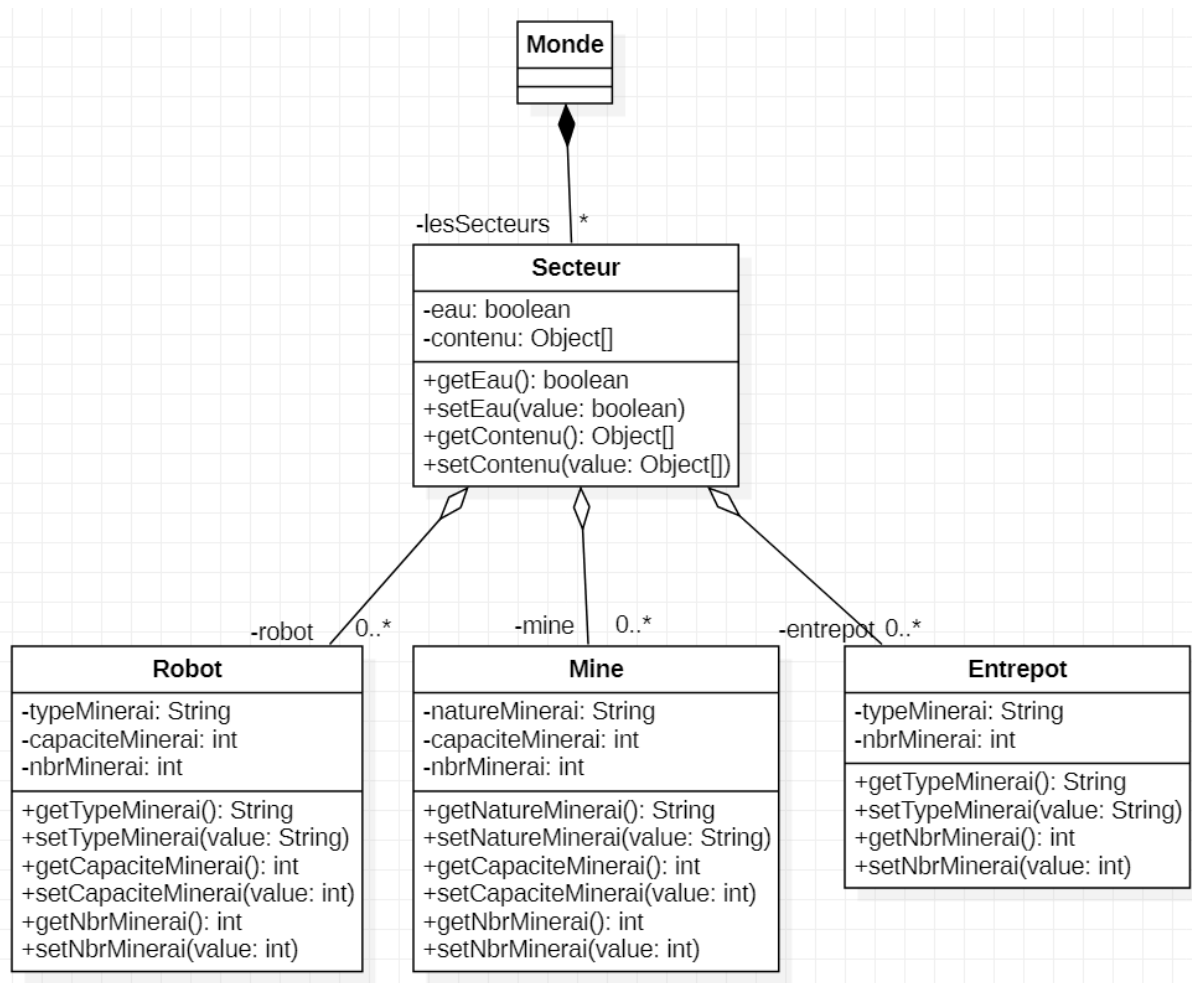 Monde
-lesSecteurs *
Secteur
-eau: boolean
-contenu: Object[]
+getEau(): boolean
+setEau(value: boolean)
+getContenu(): Object[]
+setContenu(value: Object[])
-robot 0..*
-mine 0..*
-entrepot 0..*
Robot
-typeMinerai: String
-capaciteMinerai: int
-nbrMinerai: int
+getTypeMinerai(): String
+setTypeMinerai(value: String)
+getCapaciteMinerai(): int
+setCapaciteMinerai(value: int)
+getNbrMinerai(): int
+setNbrMinerai(value: int)
Mine
-natureMinerai: String
-capaciteMinerai: int
-nbrMinerai: int
+getNatureMinerai(): String
+setNatureMinerai(value: String)
+getCapaciteMinerai(): int
+setCapaciteMinerai(value: int)
+getNbrMinerai(): int
+setNbrMinerai(value: int)
Entrepot
-typeMinerai: String
-nbrMinerai: int
+getTypeMinerai(): String
+setTypeMinerai(value: String)
+getNbrMinerai(): int
+setNbrMinerai(value: int)